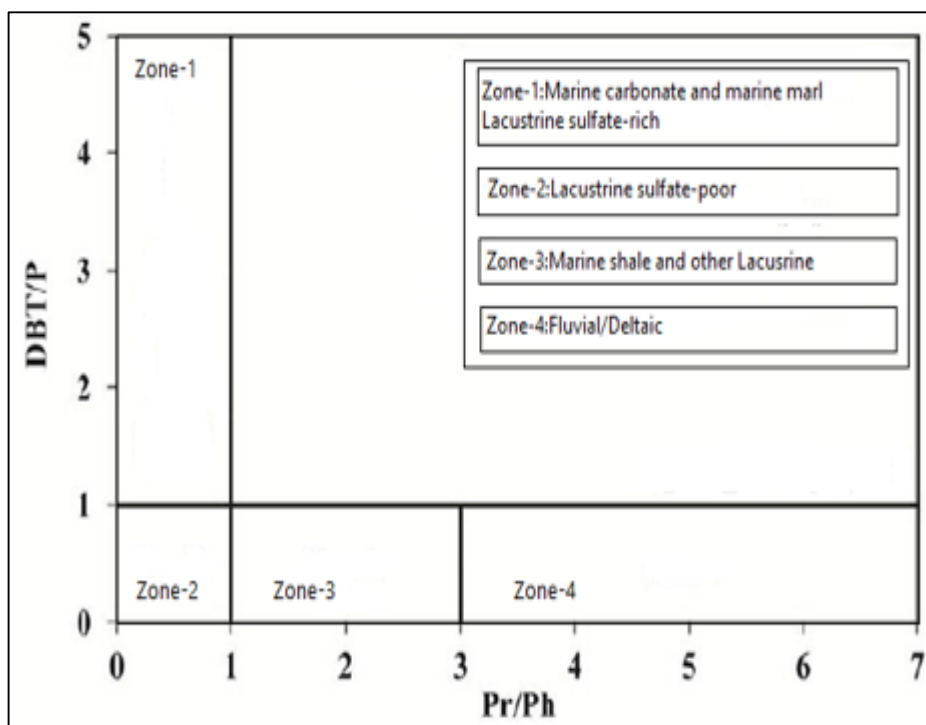 5
Zone-1
Zone-1:Marine carbonate and marine marl
Lacustrine sulfate-rich
4
Zone-2:Lacustrine sulfate-poor
3
Zone-3:Marine shale and other Lacusrine
Zone-4:Fluvial/Deltaic
DBT/P
2
1
Zone-2 Zone-3 Zone-4
0
0 1 2 3 4 5 6 7
Pr/Ph